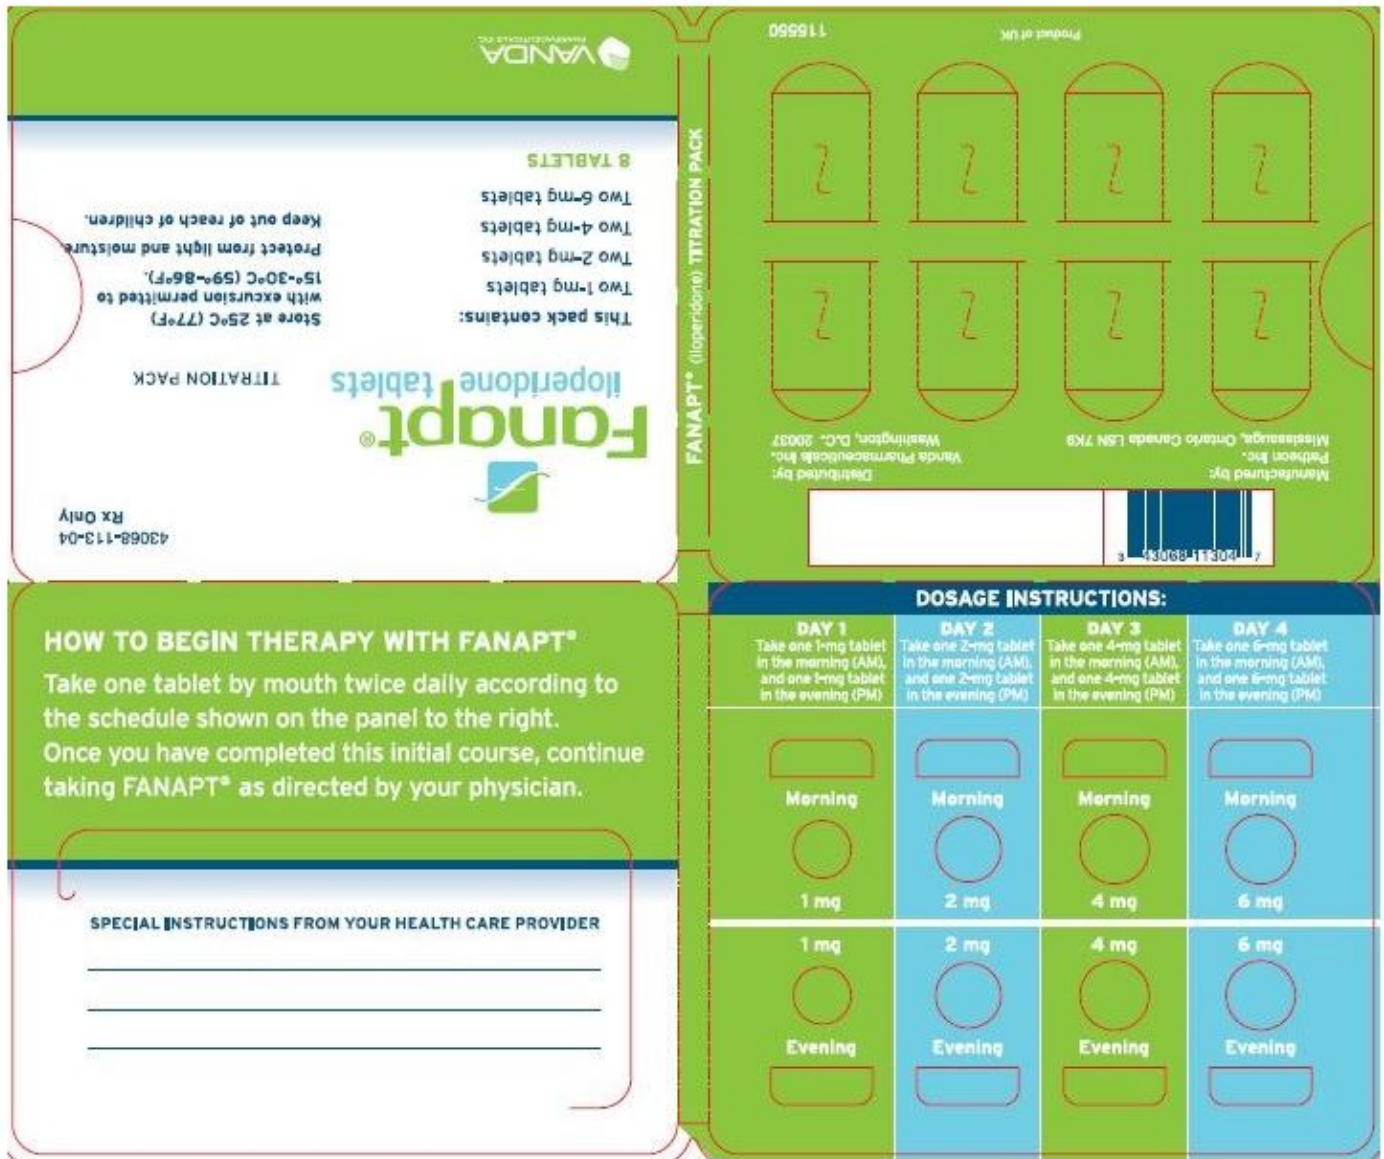 VANDA
PHARMACEUTICALS INC.
43068-113-04
Rx Only
Fanapt®
iloperidone tablets
TITRATION PACK
This pack contains:
Two 1-mg tablets
Two 2-mg tablets
Two 4-mg tablets
Two 6-mg tablets
8 TABLETS
Store at 25°C (77°F)
with excursion permitted to
15°-30°C (59°-86°F).
Protect from light and moisture
Keep out of reach of children.
FANAPT® (iloperidone) TITRATION PACK
3 43068 11304 7
Manufactured by:
Patheon Inc.
Mississauga, Ontario Canada L5N 7K9
Distributed by:
Vanda Pharmaceuticals Inc.
Washington, D.C. 20037
Z Z Z Z
Z Z Z Z
Product of UK
115550
HOW TO BEGIN THERAPY WITH FANAPT®
Take one tablet by mouth twice daily according to
the schedule shown on the panel to the right.
Once you have completed this initial course, continue
taking FANAPT® as directed by your physician.
SPECIAL INSTRUCTIONS FROM YOUR HEALTH CARE PROVIDER
DOSAGE INSTRUCTIONS:
DAY 1
Take one 1-mg tablet
in the morning (AM),
and one 1-mg tablet
in the evening (PM)
DAY 2
Take one 2-mg tablet
in the morning (AM),
and one 2-mg tablet
in the evening (PM)
DAY 3
Take one 4-mg tablet
in the morning (AM),
and one 4-mg tablet
in the evening (PM)
DAY 4
Take one 6-mg tablet
in the morning (AM),
and one 6-mg tablet
in the evening (PM)
Morning Morning Morning Morning
1 mg 2 mg 4 mg 6 mg
1 mg 2 mg 4 mg 6 mg
Evening Evening Evening Evening